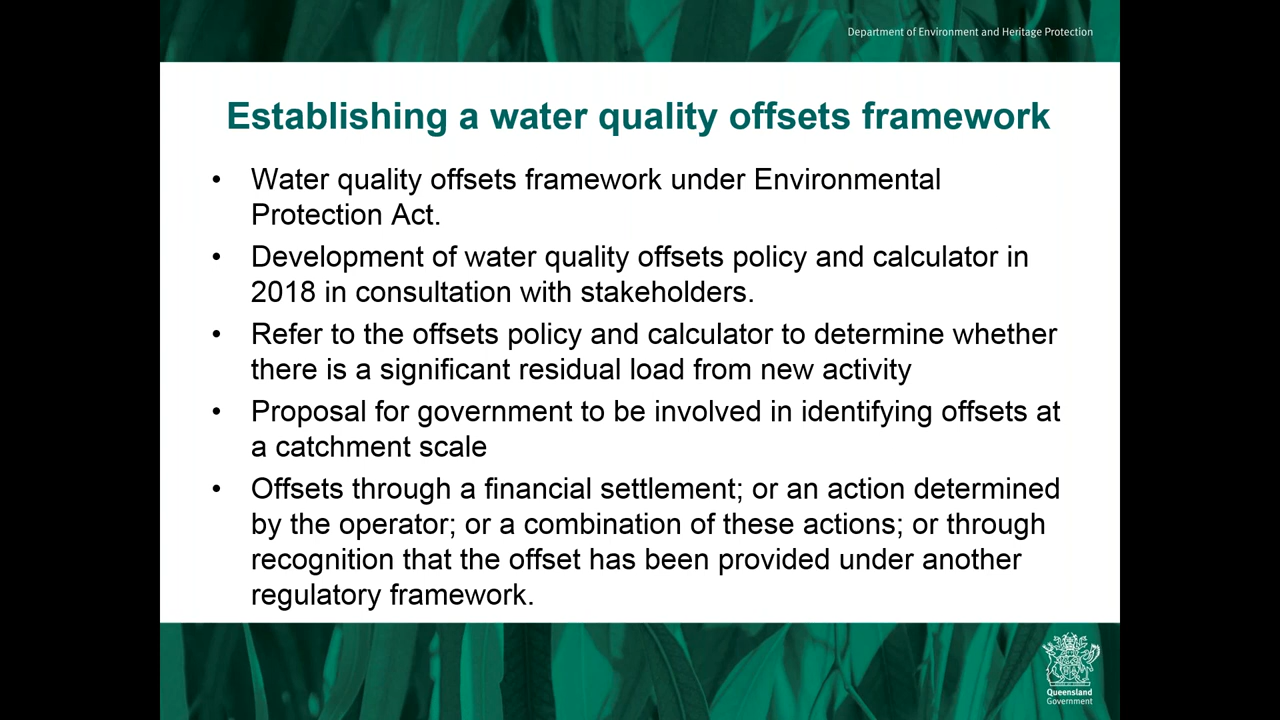 Department of Environment and Heritage Protection
Establishing a water quality offsets framework
• Water quality offsets framework under Environmental
Protection Act.
• Development of water quality offsets policy and calculator in
2018 in consultation with stakeholders.
• Refer to the offsets policy and calculator to determine whether
there is a significant residual load from new activity
• Proposal for government to be involved in identifying offsets at
a catchment scale
• Offsets through a financial settlement; or an action determined
by the operator; or a combination of these actions; or through
recognition that the offset has been provided under another
regulatory framework.
Queensland
Government